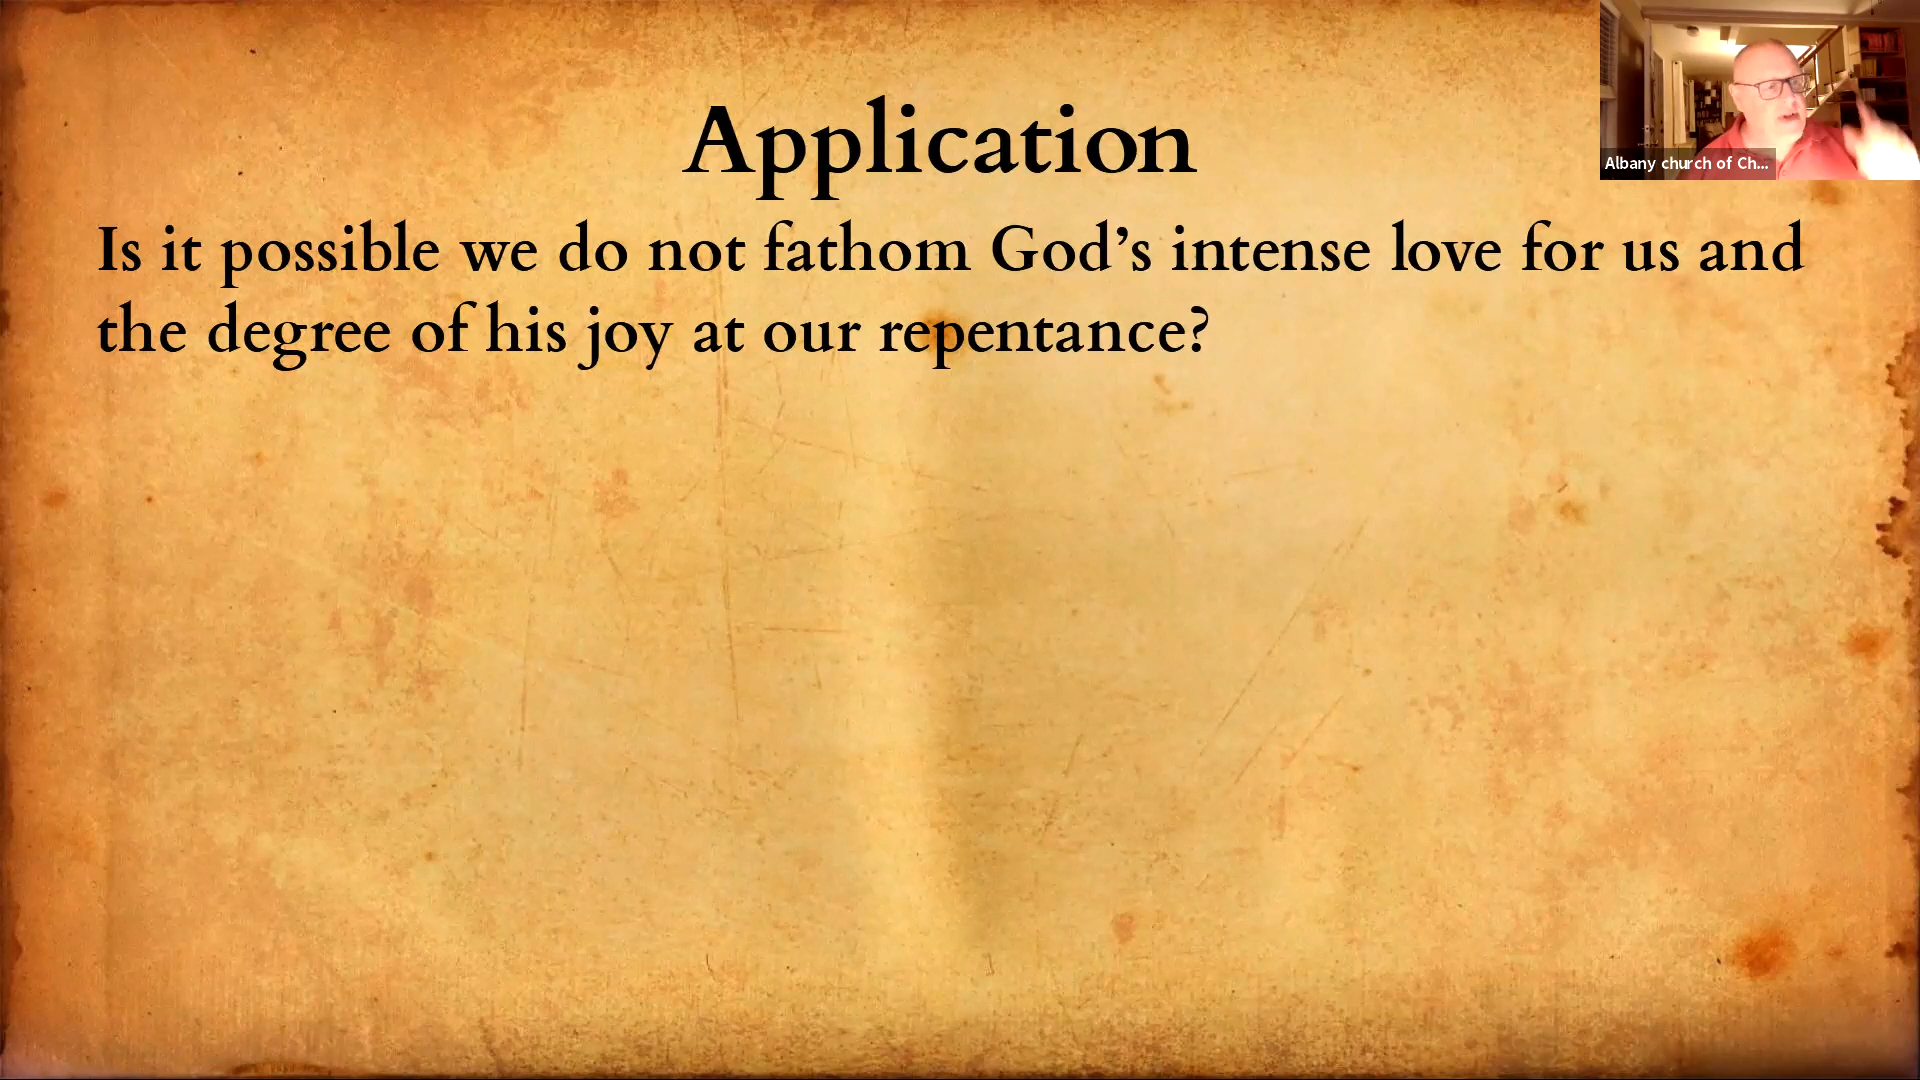 Application
Is it possible we do not fathom God’s intense love for us and
the degree of his joy at our repentance?
Albany church of Ch...